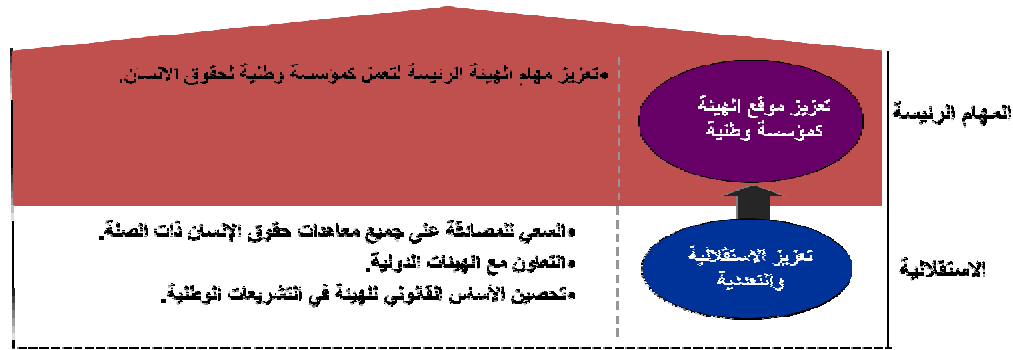 المهام الرئيسة
تعزيز موقع الهيئة
كمؤسسة وطنية
•تعزيز مهام الهيئة الرئيسة لتعمل كمؤسسة وطنية لحقوق الانسان.
الاستقلالية
تعزيز الاستقلالية
والتعددية
•السعي للمصادقة على جميع معاهدات حقوق الإنسان ذات الصلة.
•التعاون مع الهيئات الدولية.
•تحصين الأساس القانوني للهيئة في التشريعات الوطنية.